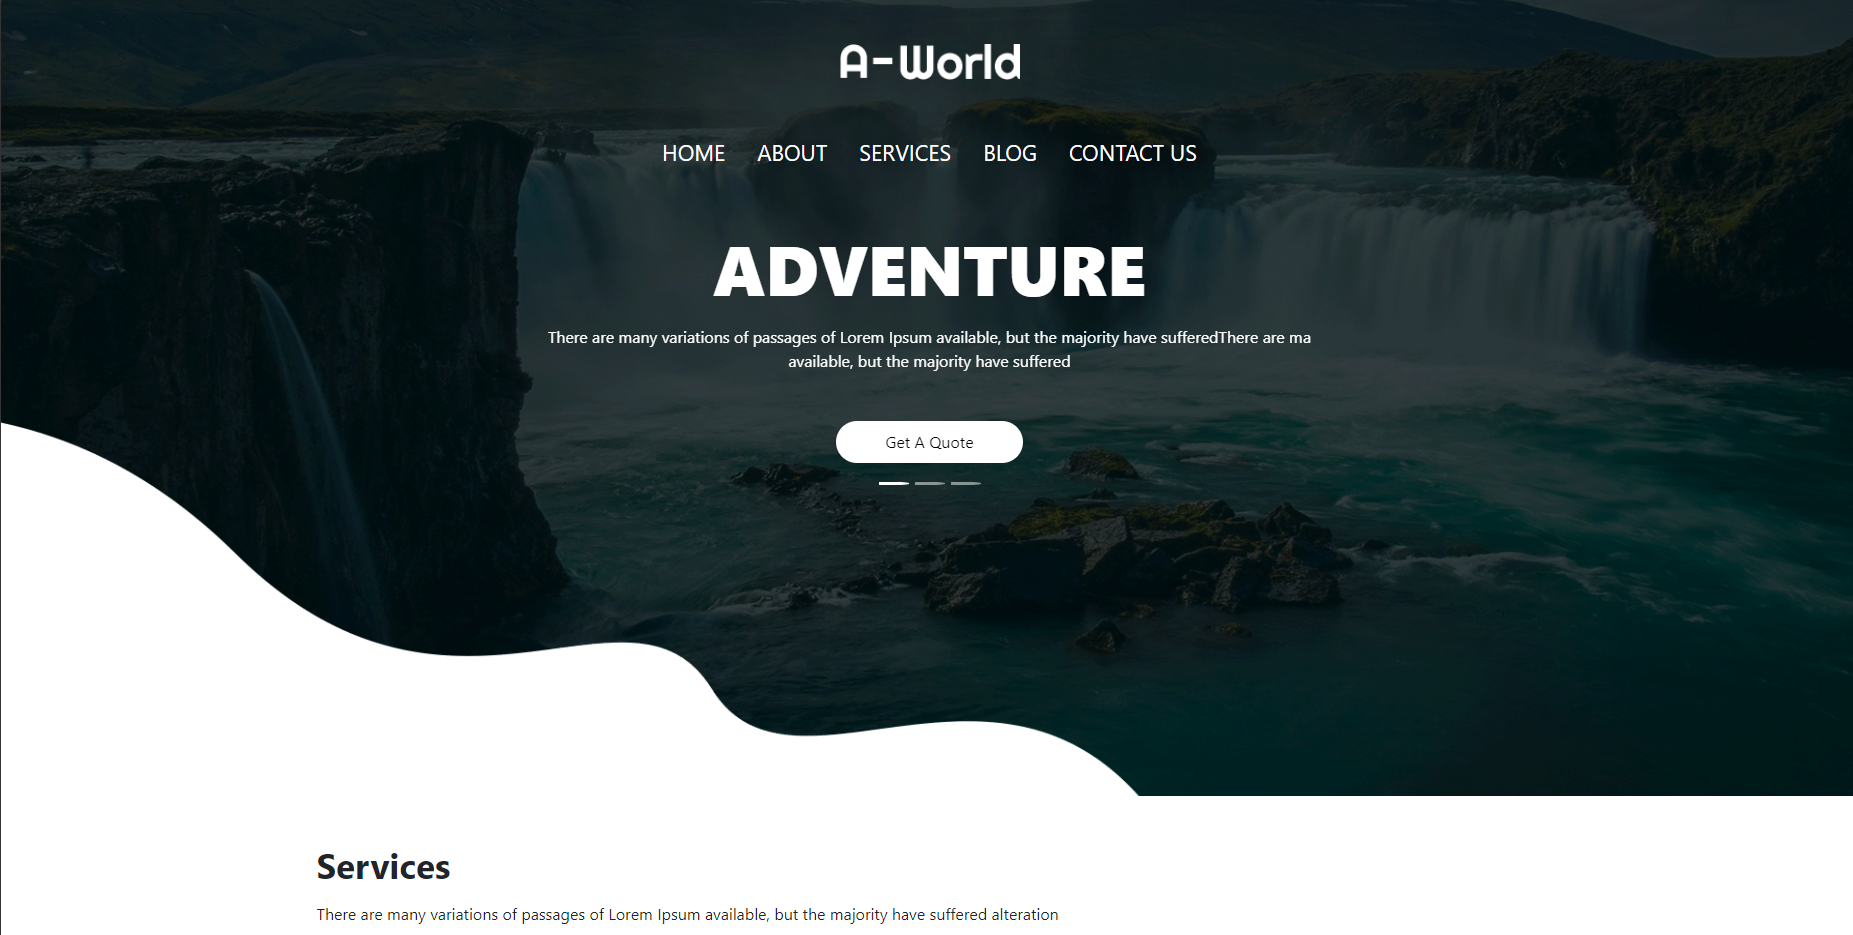 A-World
HOME ABOUT SERVICES BLOG CONTACT US
ADVENTURE
There are many variations of passages of Lorem Ipsum available, but the majority have sufferedThere are ma
available, but the majority have suffered
Get A Quote
Services
There are many variations of passages of Lorem Ipsum available, but the majority have suffered alteration